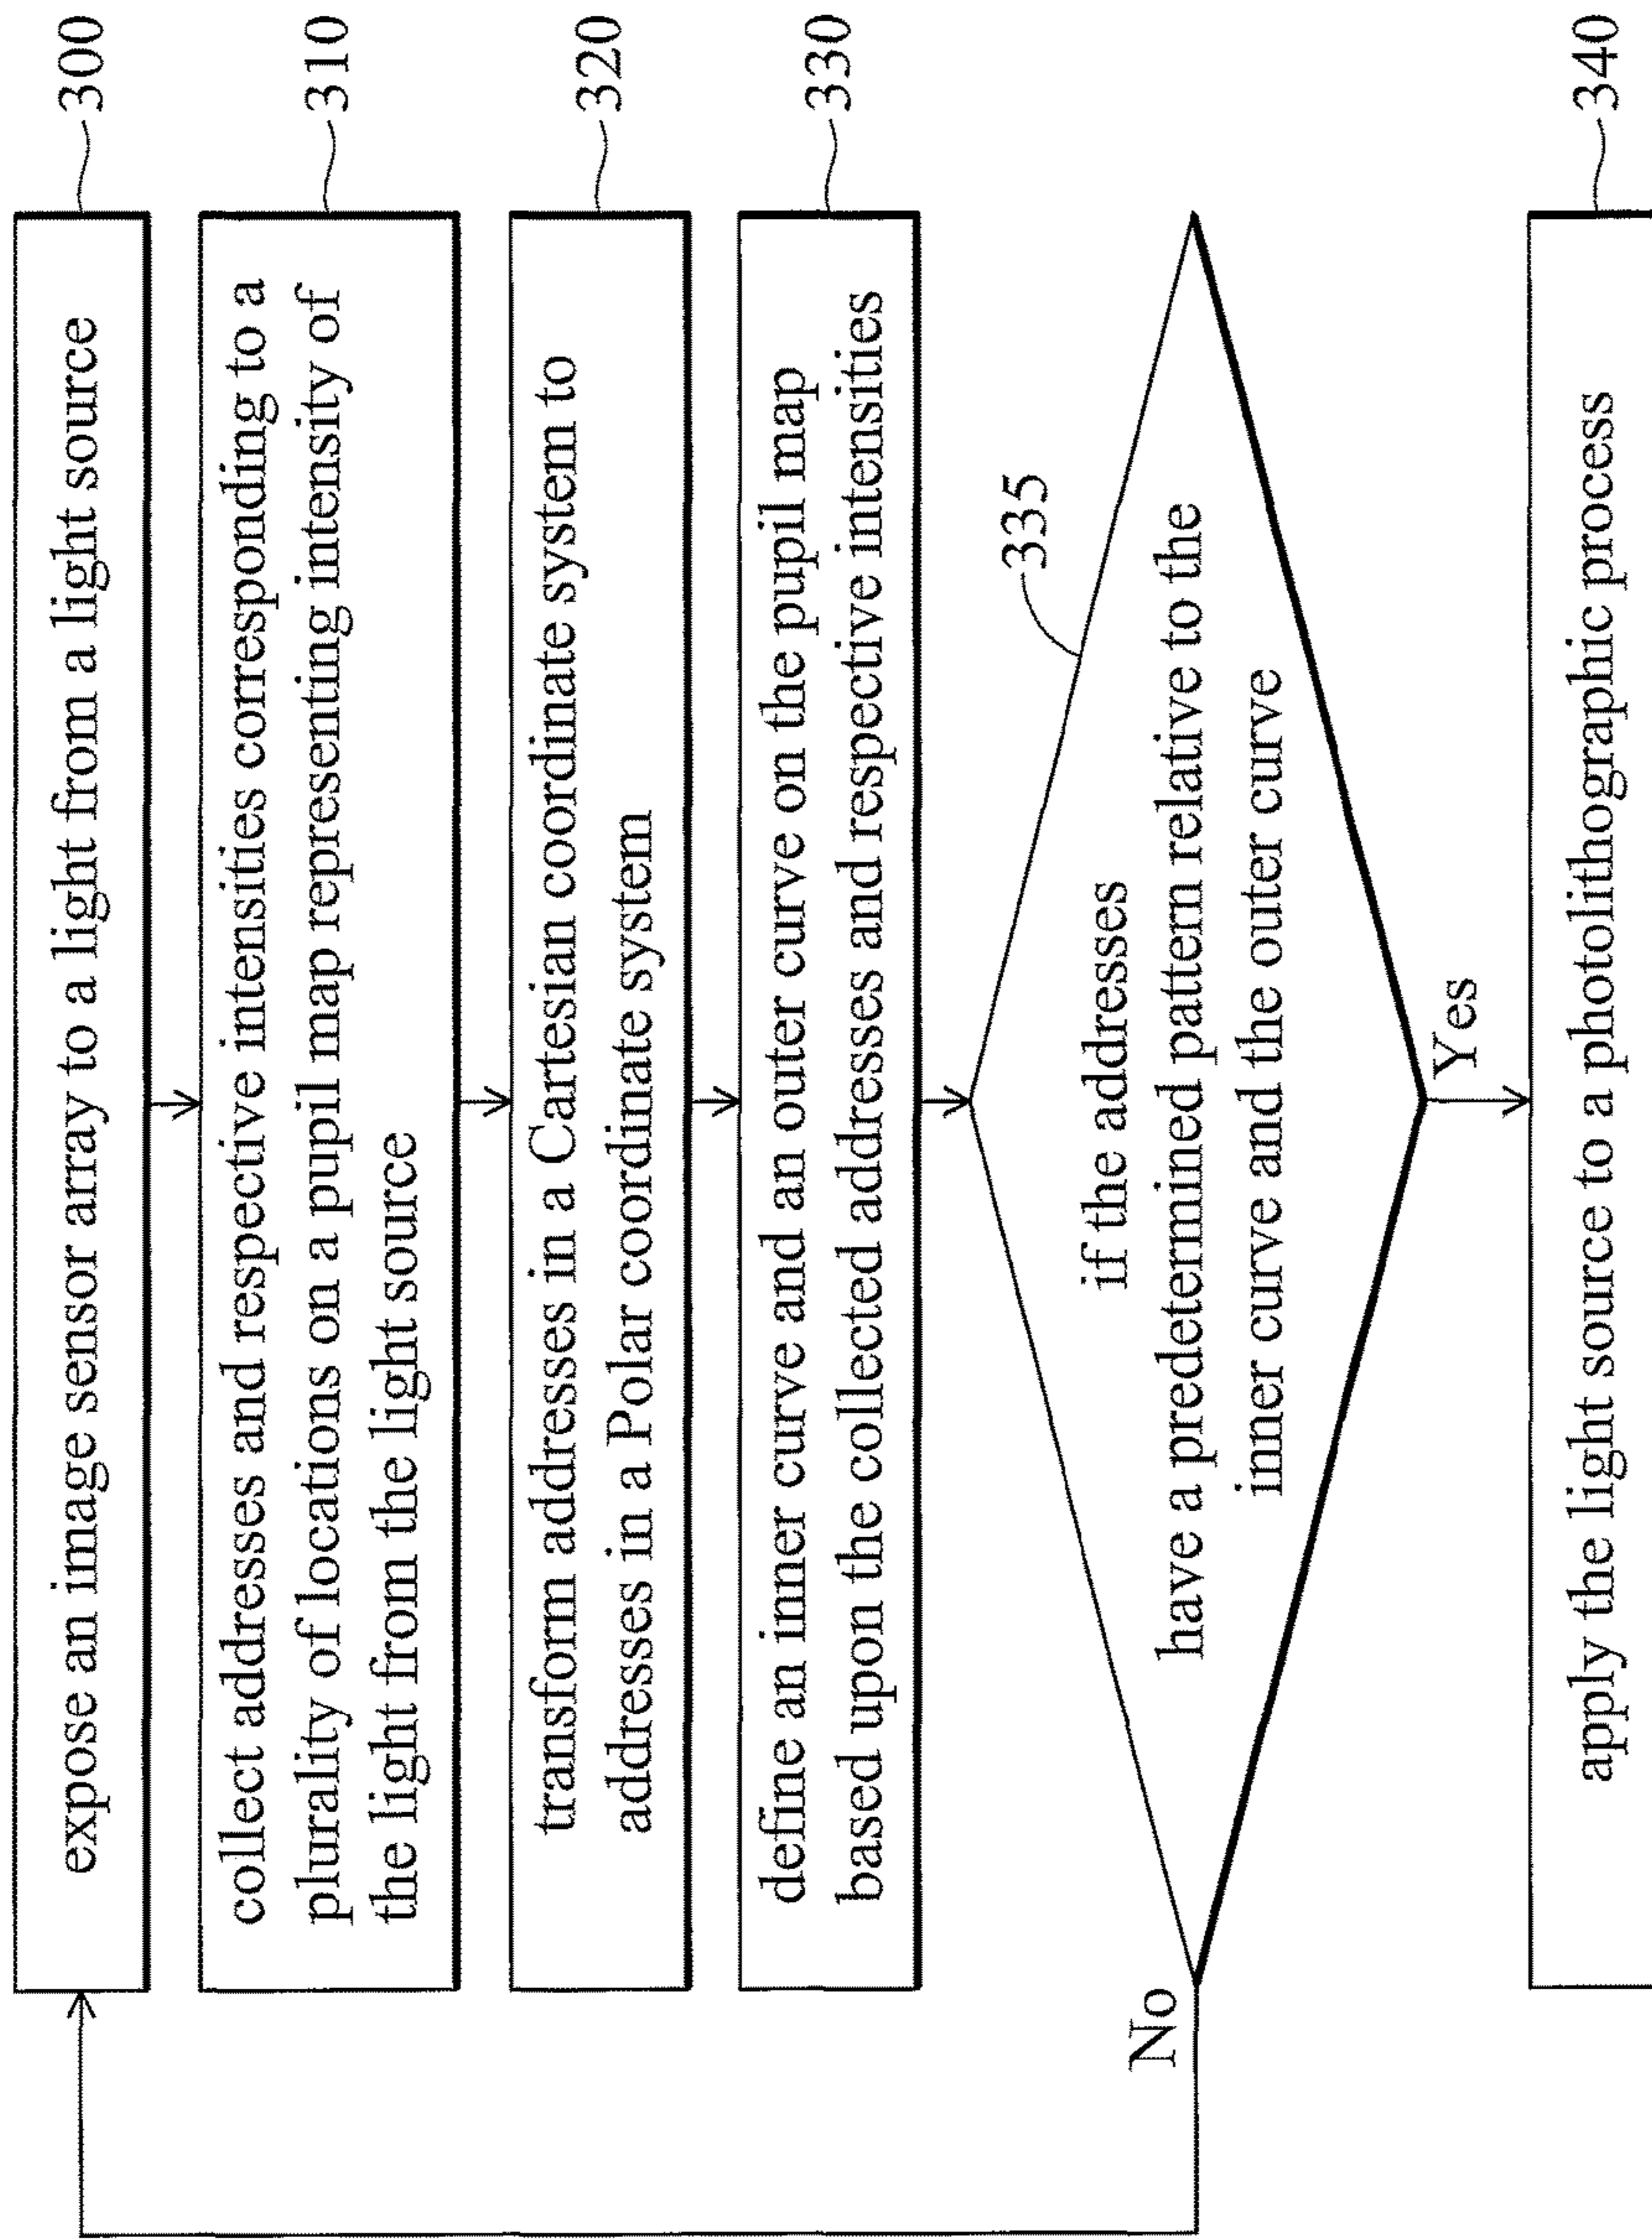 expose an image sensor array to a light from a light source
300
collect addresses and respective intensities corresponding to a
plurality of locations on a pupil map representing intensity of
the light from the light source
310
transform addresses in a Cartesian coordinate system to
addresses in a Polar coordinate system
320
define an inner curve and an outer curve on the pupil map
based upon the collected addresses and respective intensities
330
335
if the addresses
have a predetermined pattern relative to the
inner curve and the outer curve
No
Yes
apply the light source to a photolithographic process
340